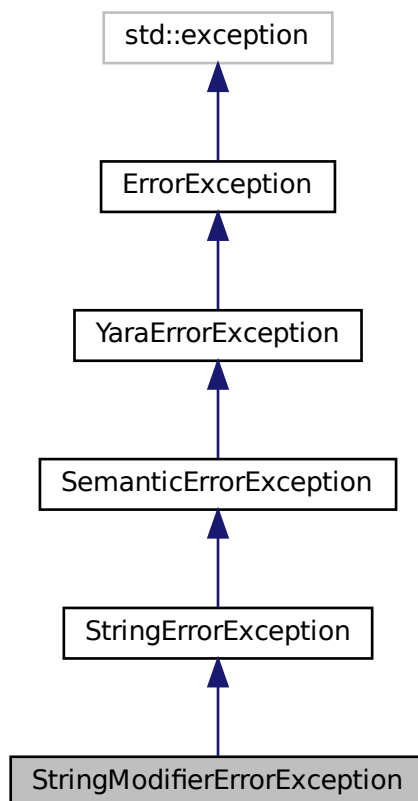 std::exception
ErrorException
YaraErrorException
SemanticErrorException
StringErrorException
StringModifierErrorException